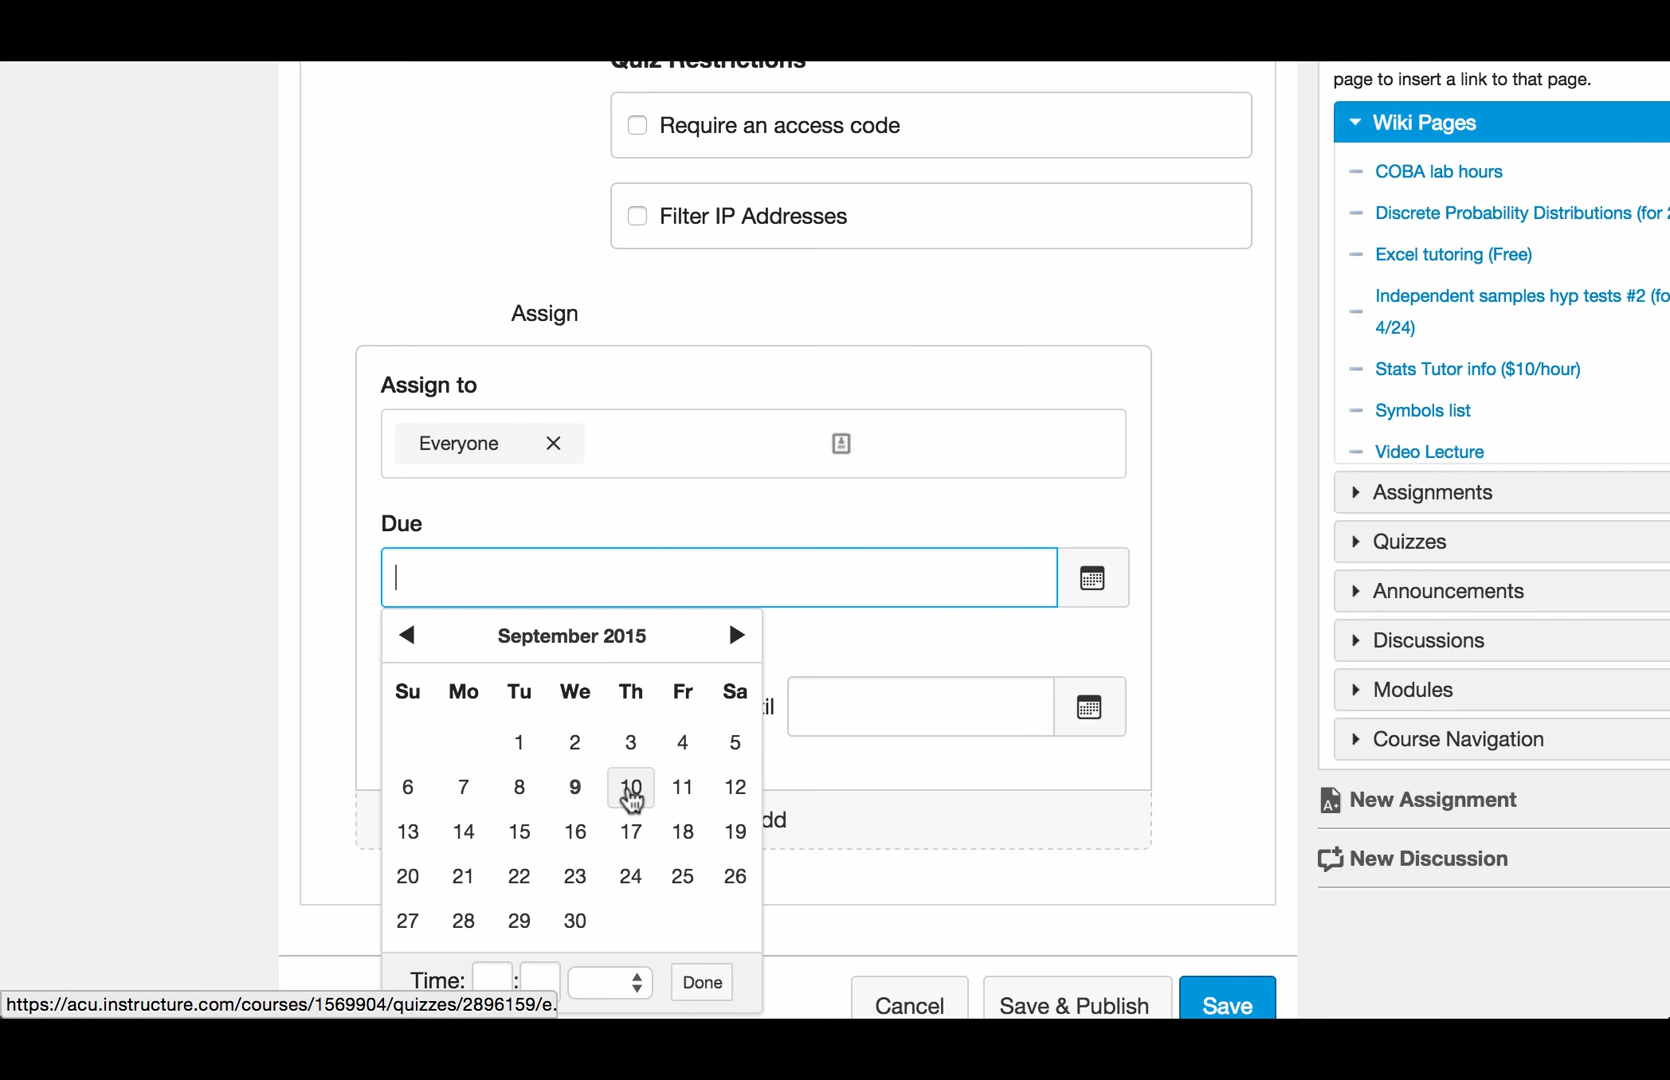 Quiz Restrictions
Require an access code
Filter IP Addresses
Assign
Assign to
Everyone
Due
September 2015
Su Mo Tu We Th Fr Sa
1 2 3 4 5
6 7 8 9 10 11 12
13 14 15 16 17 18 19
20 21 22 23 24 25 26
27 28 29 30
Time: : Done
til
dd
Cancel Save & Publish Save
https://acu.instructure.com/courses/1569904/quizzes/2896159/e.
page to insert a link to that page.
Wiki Pages
COBA lab hours
Discrete Probability Distributions (for 2
Excel tutoring (Free)
Independent samples hyp tests #2 (fo
4/24)
Stats Tutor info ($10/hour)
Symbols list
Video Lecture
Assignments
Quizzes
Announcements
Discussions
Modules
Course Navigation
New Assignment
New Discussion